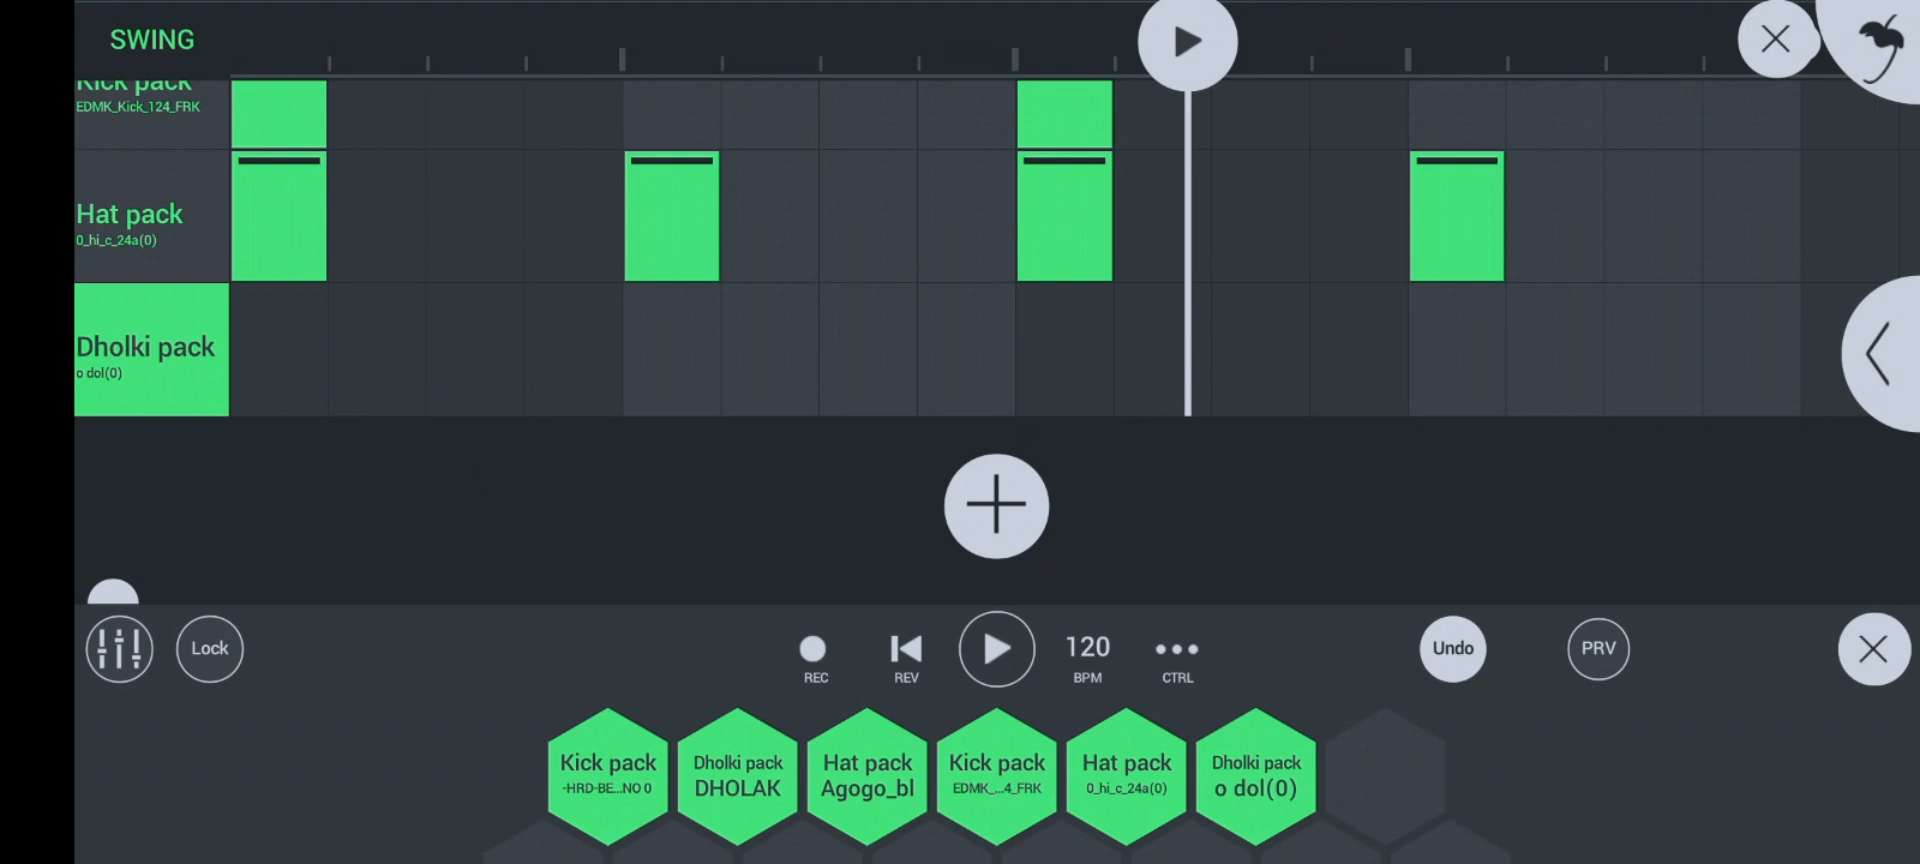 SWING
Kick pack
EDMK_Kick_124_FRK
Hat pack
0_hi_c_24a(0)
Dholki pack
o dol(0)
Lock
REC
REV
120
BPM
CTRL
Undo
PRV
Kick pack
-HRD-BE...NO 0
Dholki pack
DHOLAK
Hat pack
Agogo_bl
Kick pack
EDMK_...4_FRK
Hat pack
0_hi_c_24a(0)
Dholki pack
o dol(0)